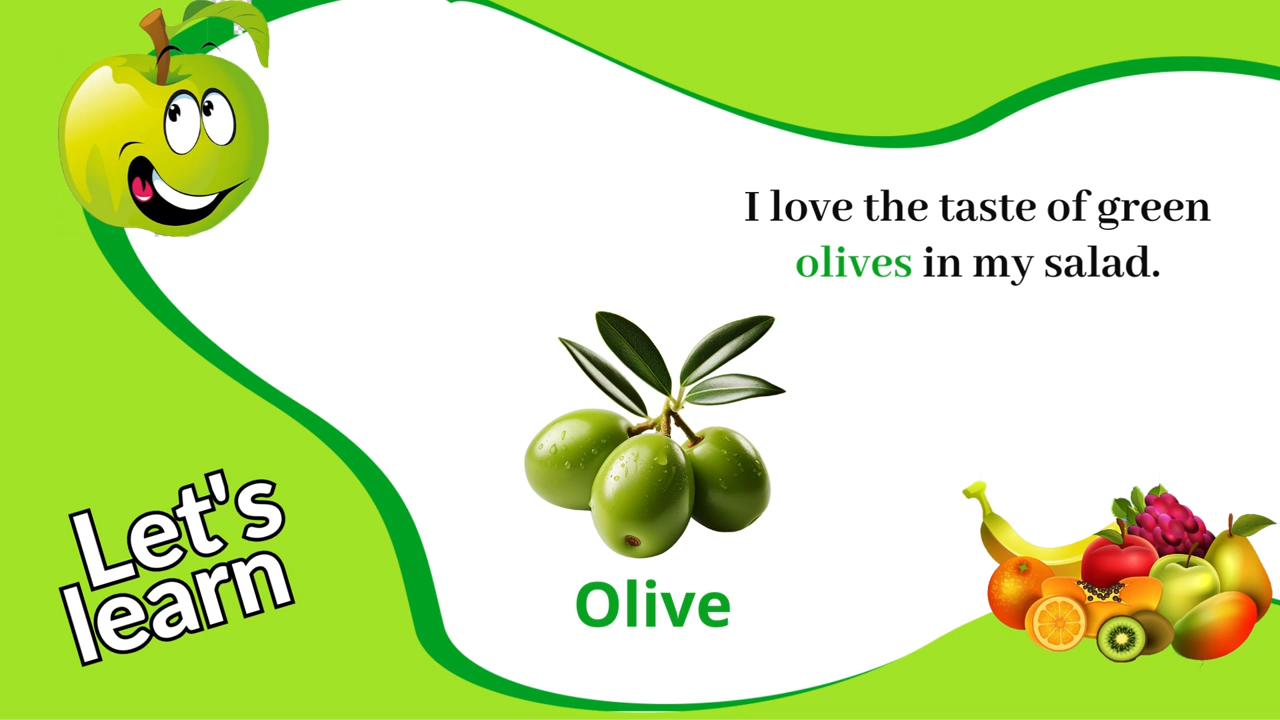 I love the taste of green
olives in my salad.
Olive
Let's
learn